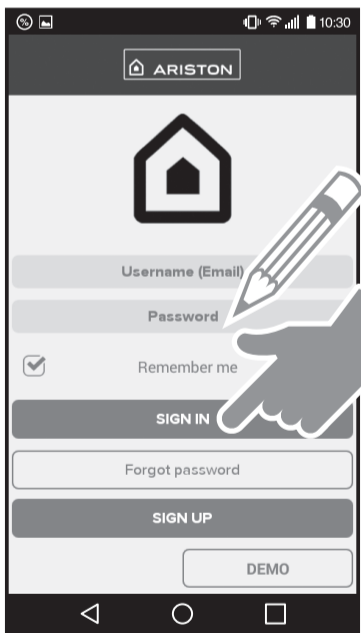 10:30
ARISTON
Username (Email)
Password
Remember me
SIGN IN
Forgot password
SIGN UP
DEMO